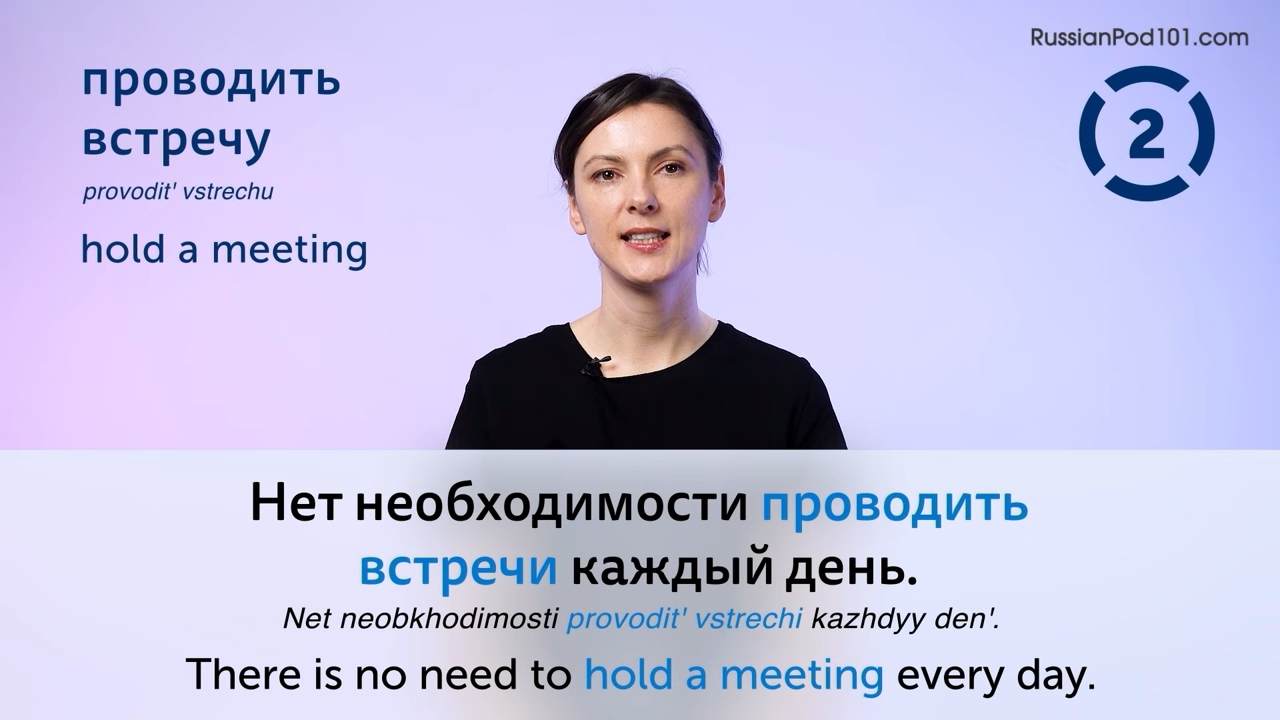 RussianPod101.com
проводить
встречу
provodit' vstrechu
hold a meeting
2
Нет необходимости проводить
встречи каждый день.
Net neobkhodimosti provodit' vstrechi kazhdyy den'.
There is no need to hold a meeting every day.